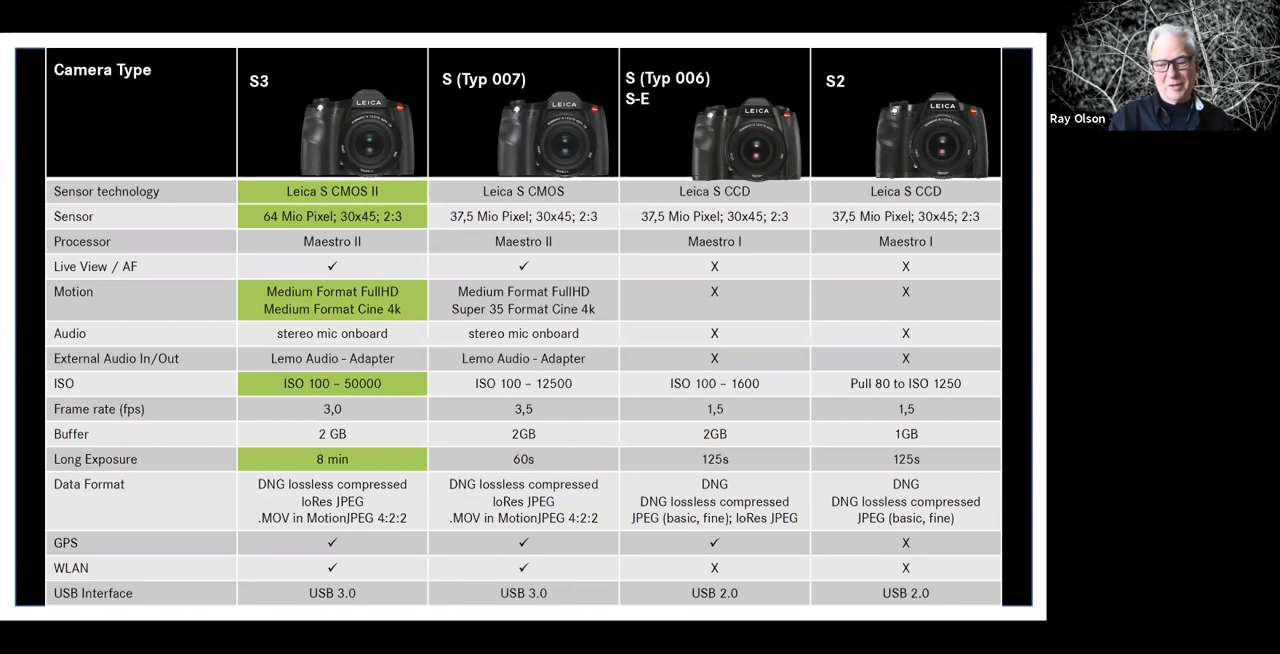 Camera Type
S3
S (Typ 007)
S (Typ 006)
S-E
S2
LEICA
LEICA
LEICA
LEICA
Ray Olson
Sensor technology
Leica S CMOS II
Leica S CMOS
Leica S CCD
Leica S CCD
Sensor
64 Mio Pixel; 30x45; 2:3
37,5 Mio Pixel; 30x45; 2:3
37,5 Mio Pixel; 30x45; 2:3
37,5 Mio Pixel; 30x45; 2:3
Processor
Maestro II
Maestro II
Maestro I
Maestro I
Live View / AF
✓
✓
X
X
Motion
Medium Format FullHD
Medium Format Cine 4k
Medium Format FullHD
Super 35 Format Cine 4k
X
X
Audio
stereo mic onboard
stereo mic onboard
X
X
External Audio In/Out
Lemo Audio - Adapter
Lemo Audio - Adapter
X
X
ISO
ISO 100 – 50000
ISO 100 – 12500
ISO 100 – 1600
Pull 80 to ISO 1250
Frame rate (fps)
3,0
3,5
1,5
1,5
Buffer
2 GB
2GB
2GB
1GB
Long Exposure
8 min
60s
125s
125s
Data Format
DNG lossless compressed
loRes JPEG
.MOV in MotionJPEG 4:2:2
DNG lossless compressed
loRes JPEG
.MOV in MotionJPEG 4:2:2
DNG
DNG lossless compressed
JPEG (basic, fine); loRes JPEG
DNG
DNG lossless compressed
JPEG (basic, fine)
GPS
✓
✓
✓
X
WLAN
✓
✓
X
X
USB Interface
USB 3.0
USB 3.0
USB 2.0
USB 2.0